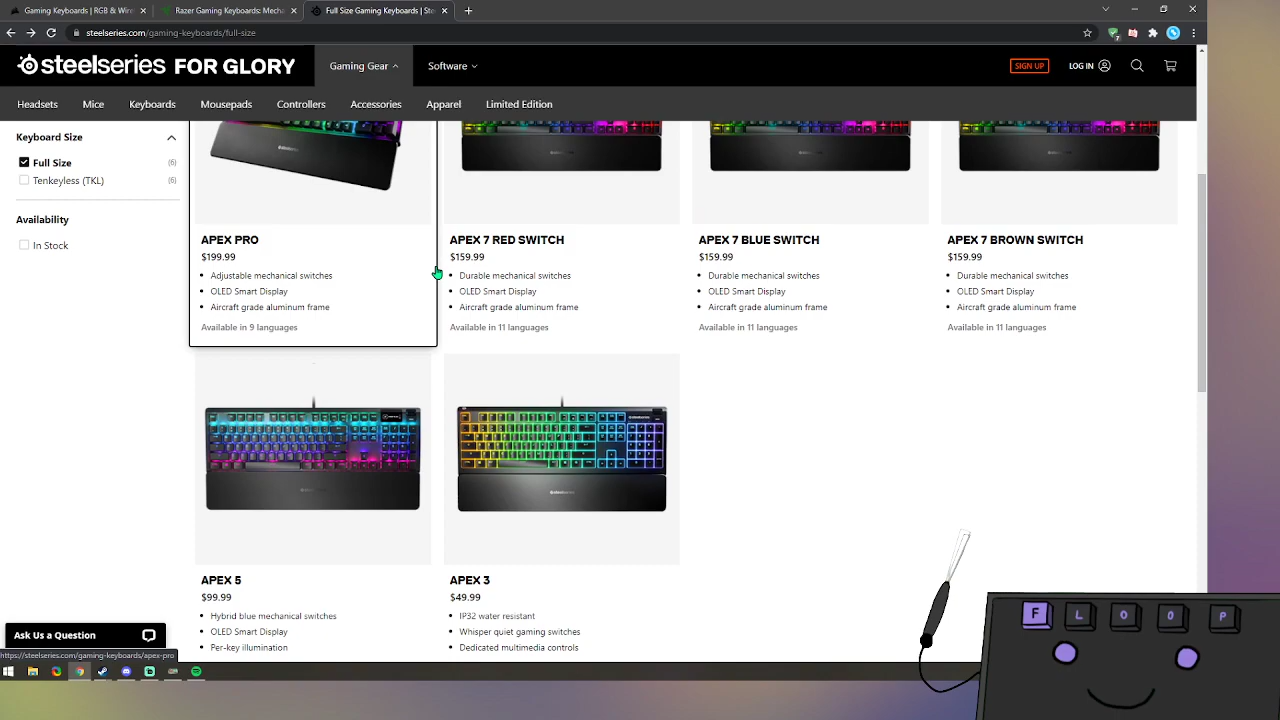 Gaming Keyboards | RGB & Wire
Razer Gaming Keyboards: Mecha
Full Size Gaming Keyboards | Ste
steelseries.com/gaming-keyboards/full-size
steelseries FOR GLORY
Gaming Gear
Software
SIGN UP
LOG IN
Headsets
Mice
Keyboards
Mousepads
Controllers
Accessories
Apparel
Limited Edition
Keyboard Size
Full Size (6)
Tenkeyless (TKL) (6)
Availability
In Stock
APEX PRO
$199.99
Adjustable mechanical switches
OLED Smart Display
Aircraft grade aluminum frame
Available in 9 languages
APEX 7 RED SWITCH
$159.99
Durable mechanical switches
OLED Smart Display
Aircraft grade aluminum frame
Available in 11 languages
APEX 7 BLUE SWITCH
$159.99
Durable mechanical switches
OLED Smart Display
Aircraft grade aluminum frame
Available in 11 languages
APEX 7 BROWN SWITCH
$159.99
Durable mechanical switches
OLED Smart Display
Aircraft grade aluminum frame
Available in 11 languages
APEX 5
$99.99
Hybrid blue mechanical switches
OLED Smart Display
Per-key illumination
APEX 3
$49.99
IP32 water resistant
Whisper quiet gaming switches
Dedicated multimedia controls
Ask Us a Question
https://steelseries.com/gaming-keyboards/apex-pro
F L O O P